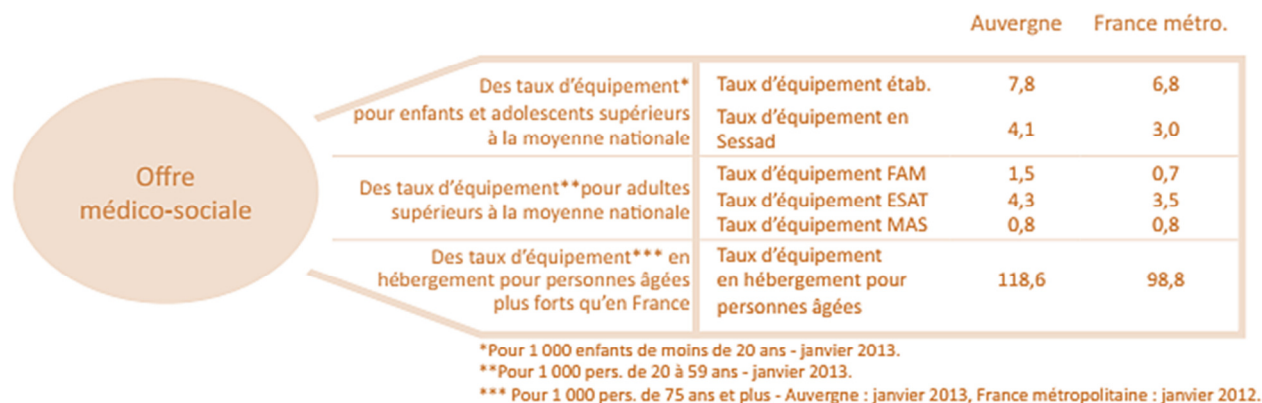 Auvergne France métro.
Offre
médico-sociale
Des taux d'équipement*
pour enfants et adolescents supérieurs
à la moyenne nationale
Taux d'équipement étab. 7,8 6,8
Taux d'équipement en
Sessad 4,1 3,0
Des taux d'équipement**pour adultes
supérieurs à la moyenne nationale
Taux d'équipement FAM 1,5 0,7
Taux d'équipement ESAT 4,3 3,5
Taux d'équipement MAS 0,8 0,8
Des taux d'équipement*** en
hébergement pour personnes âgées
plus forts qu'en France
Taux d'équipement
en hébergement pour 118,6 98,8
personnes âgées
*Pour 1 000 enfants de moins de 20 ans - janvier 2013.
**Pour 1 000 pers. de 20 à 59 ans - janvier 2013.
*** Pour 1 000 pers. de 75 ans et plus - Auvergne : janvier 2013, France métropolitaine : janvier 2012.